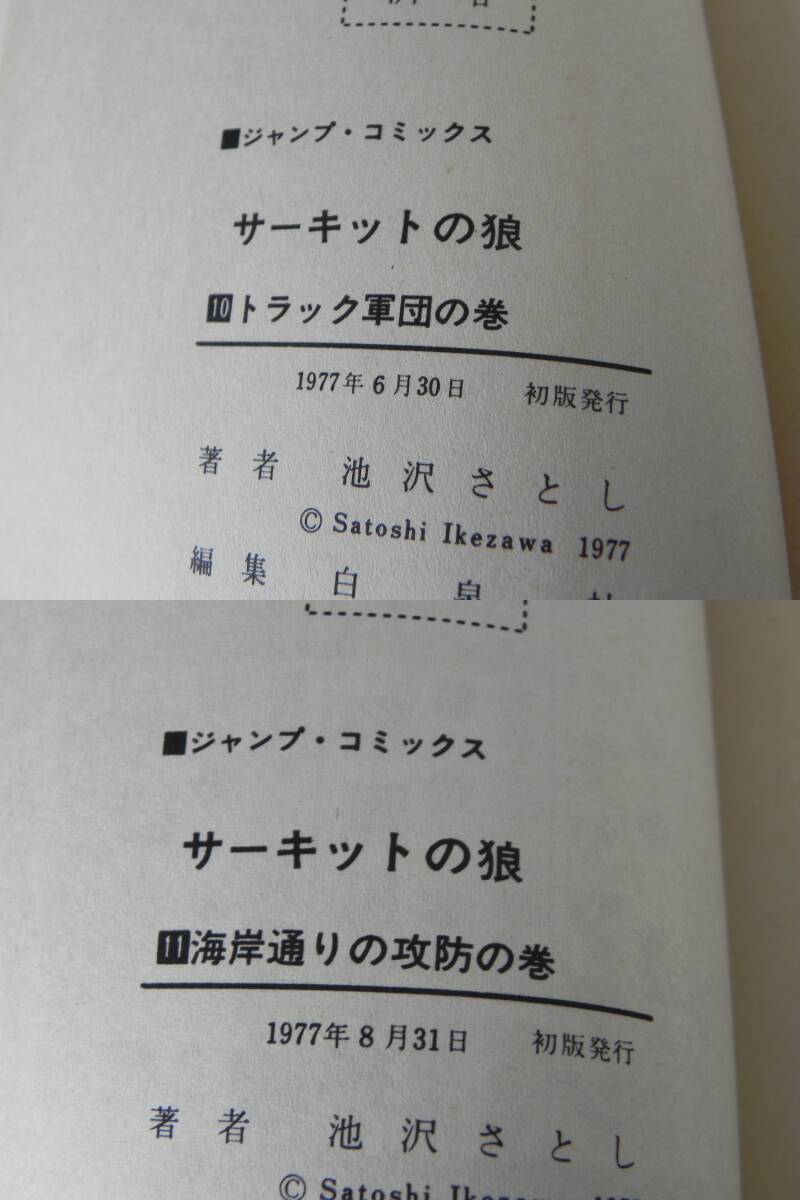 ■ジャンプ・コミックス
サーキットの狼
10トラック軍団の巻
1977年6月30日 初版発行
著者 池沢さとし
© Satoshi Ikezawa 1977
編集 白泉
■ジャンプ・コミックス
サーキットの狼
11海岸通りの攻防の巻
1977年8月31日 初版発行
著者 池沢さとし
© Satoshi Ikezawa